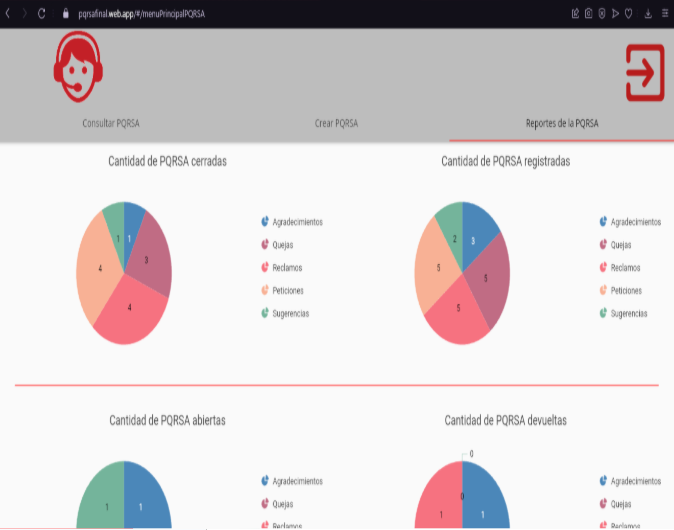 pqrsafinal.web.app/#/menuPrincipalPQRSA
Consultar PQRSA
Crear PQRSA
Reportes de la PQRSA
Cantidad de PQRSA cerradas
1
1
3
4
4
Agradecimientos
Quejas
Reclamos
Peticiones
Sugerencias
Cantidad de PQRSA registradas
2
3
5
5
5
Agradecimientos
Quejas
Reclamos
Peticiones
Sugerencias
Cantidad de PQRSA abiertas
1
1
Agradecimientos
Quejas
Reclamos
Cantidad de PQRSA devueltas
0
0
1
1
Agradecimientos
Quejas
Reclamos